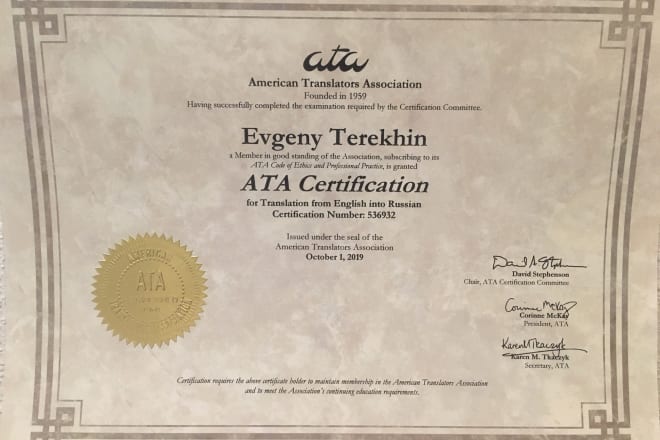 ata
American Translators Association
Founded in 1959
Having successfully completed the examination required by the Certification Committee.
Evgeny Terekhin
a Member in good standing of the Association, subscribing to its
ATA Code of Ethics and Professional Practice, is granted
ATA Certification
for Translation from English into Russian
Certification Number: 536932
Issued under the seal of the
American Translators Association
October 1, 2019
AMERICAN
ATA
David Stephenson
Chair, ATA Certification Committee
Corinne McKay
Corinne McKay
President, ATA
Karen M Tkaczyk
Karen M. Tkaczyk
Secretary, ATA
Certification requires the above certificate holder to maintain membership in the American Translators Association
and to meet the Association's continuing education requirements.